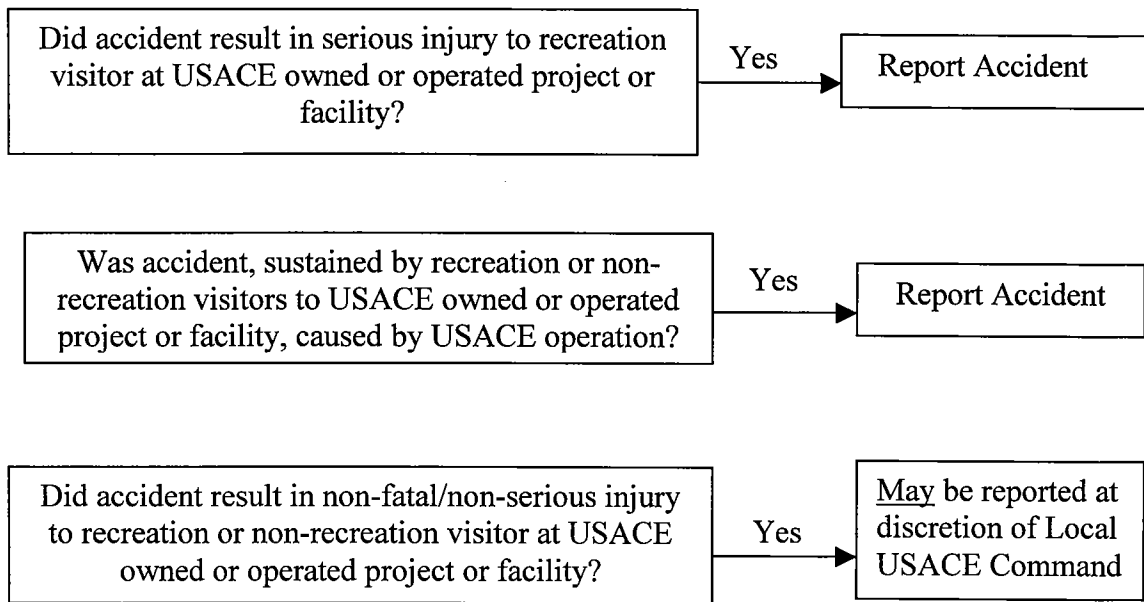 Did accident result in serious injury to recreation
visitor at USACE owned or operated project or
facility?
Yes
Report Accident
Was accident, sustained by recreation or non-
recreation visitors to USACE owned or operated
project or facility, caused by USACE operation?
Yes
Report Accident
Did accident result in non-fatal/non-serious injury
to recreation or non-recreation visitor at USACE
owned or operated project or facility?
Yes
May be reported at
discretion of Local
USACE Command